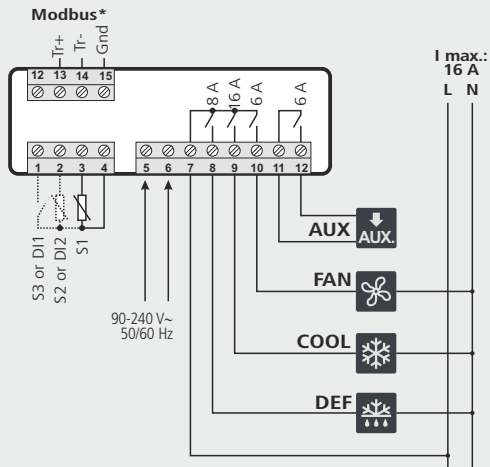 Modbus*
Tr+
Tr-
Gnd
12 13 14 15
8 A
16 A
6 A
6 A
I max.:
16 A
L N
1 2 3 4
5 6 7 8 9 10 11 12
S3 or DI1
S2 or DI2
S1
90-240 V~
50/60 Hz
AUX
AUX.
FAN
COOL
DEF